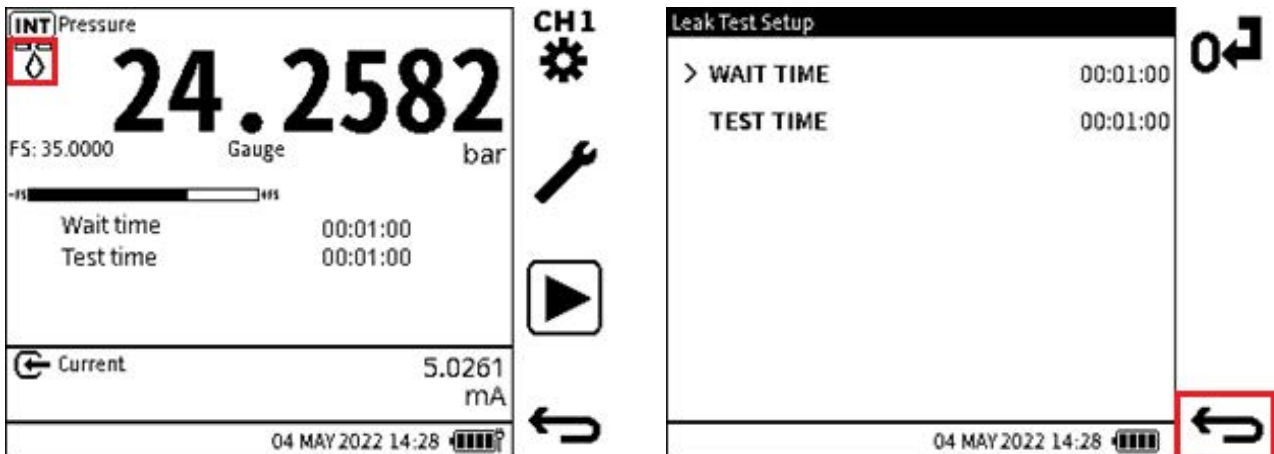 INT Pressure
CH1
24.2582
FS: 35.0000 Gauge bar
-FS +FS
Wait time 00:01:00
Test time 00:01:00
Current 5.0261
mA
04 MAY 2022 14:28
Leak Test Setup
> WAIT TIME 00:01:00
TEST TIME 00:01:00
0
04 MAY 2022 14:28